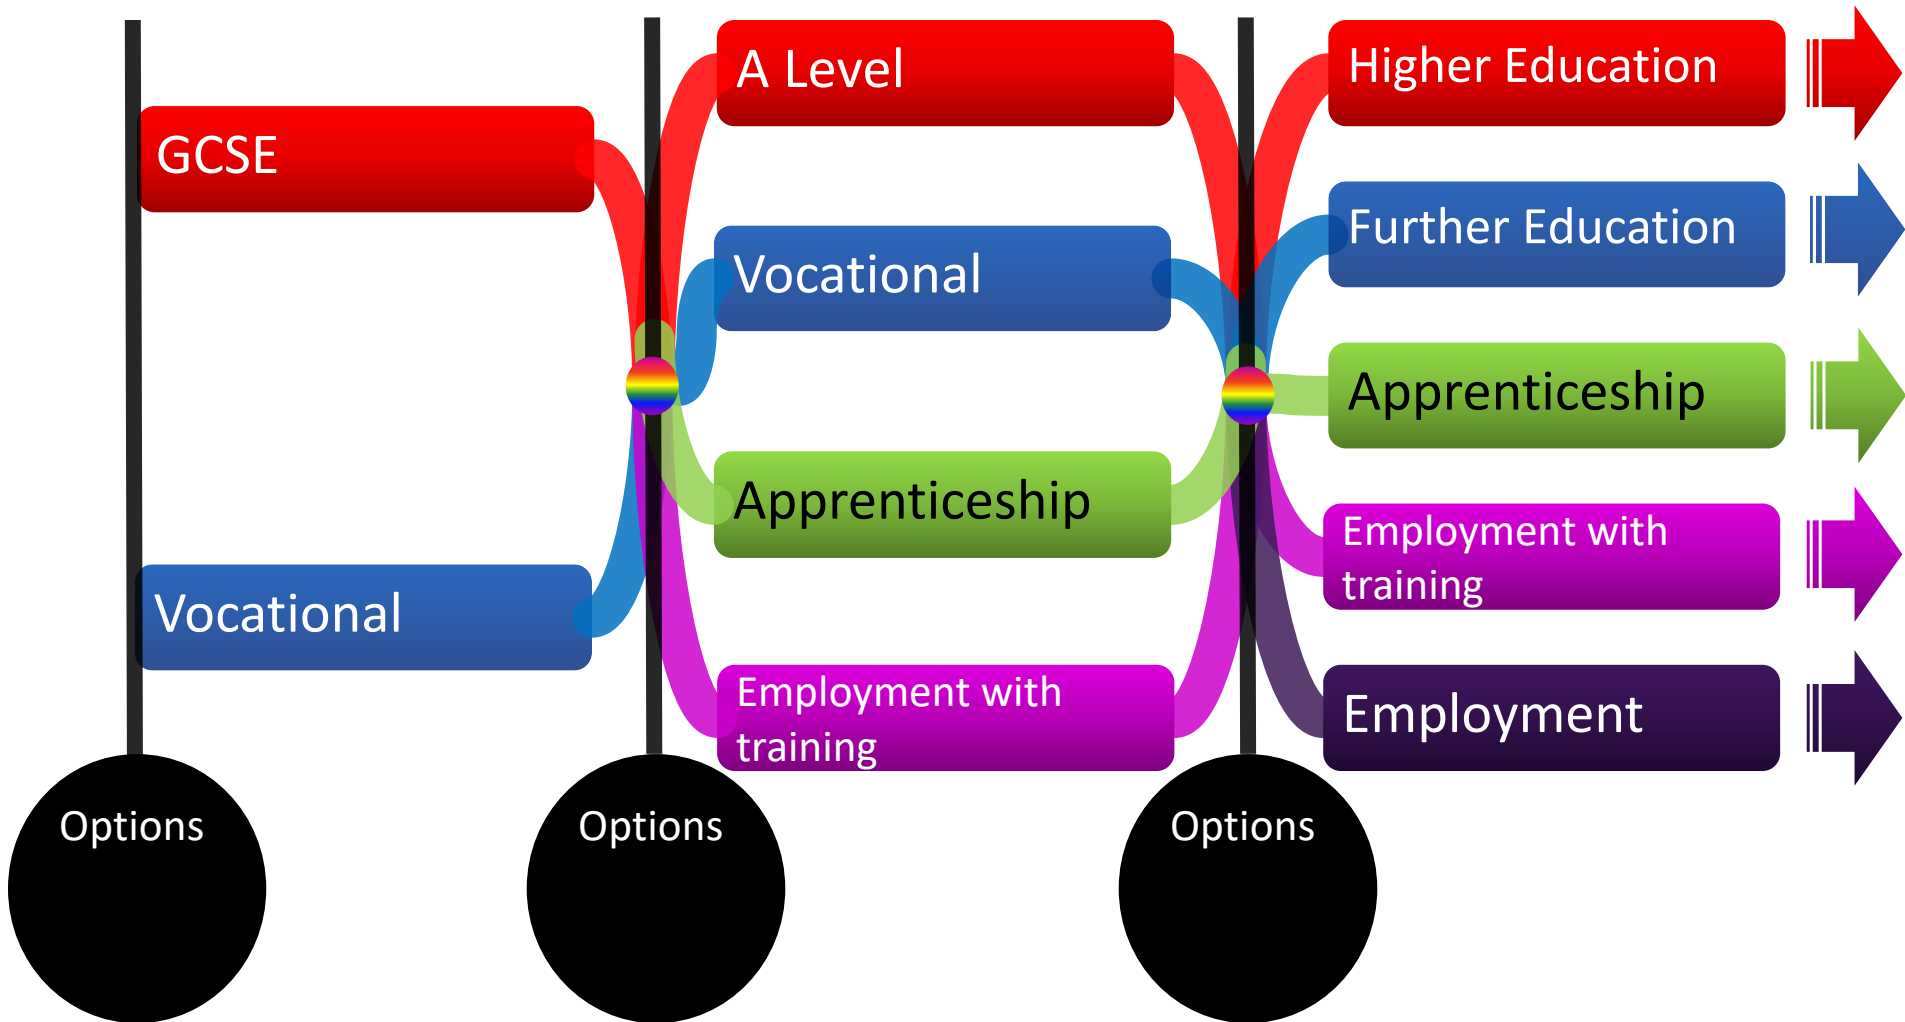 GCSE
Vocational
A Level
Vocational
Apprenticeship
Employment with
training
Higher Education
Further Education
Apprenticeship
Employment with
training
Employment
Options
Options
Options